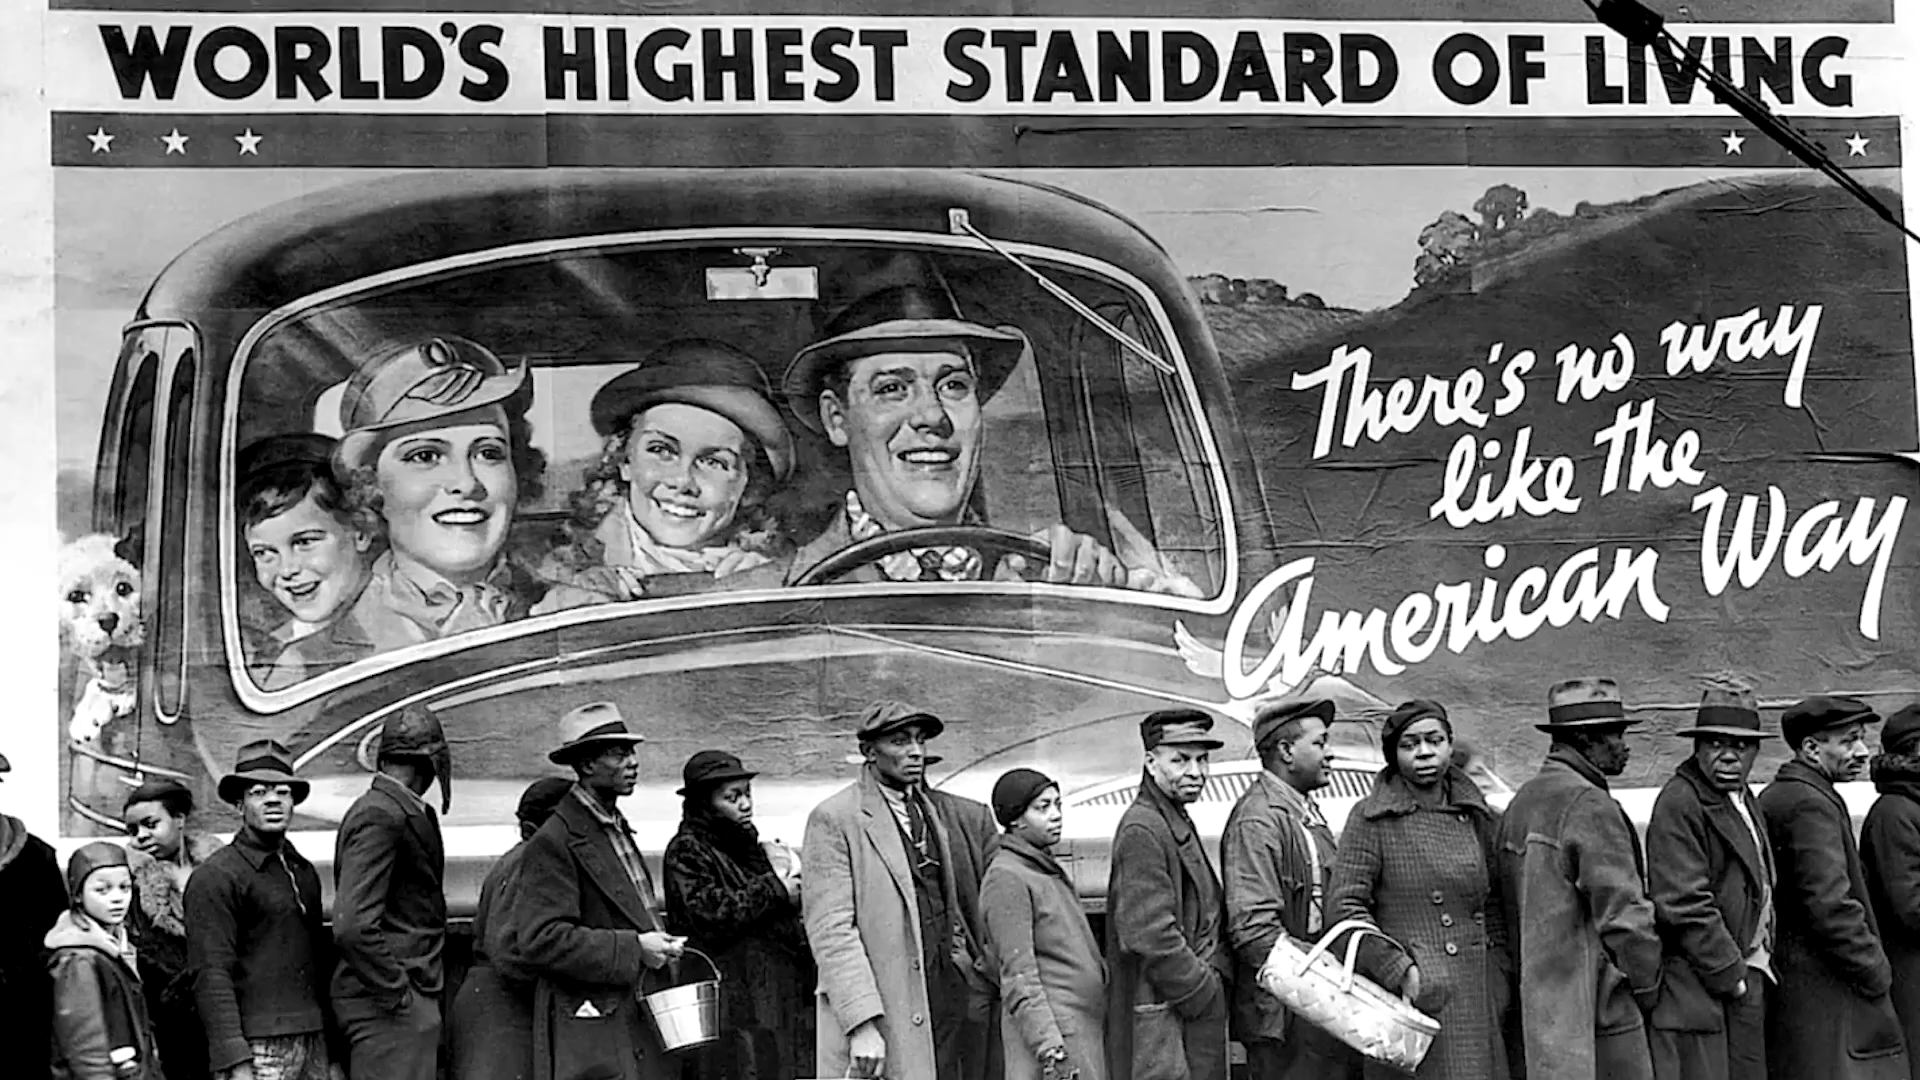 WORLD'S HIGHEST STANDARD OF LIVING
There's no way
like the
American Way